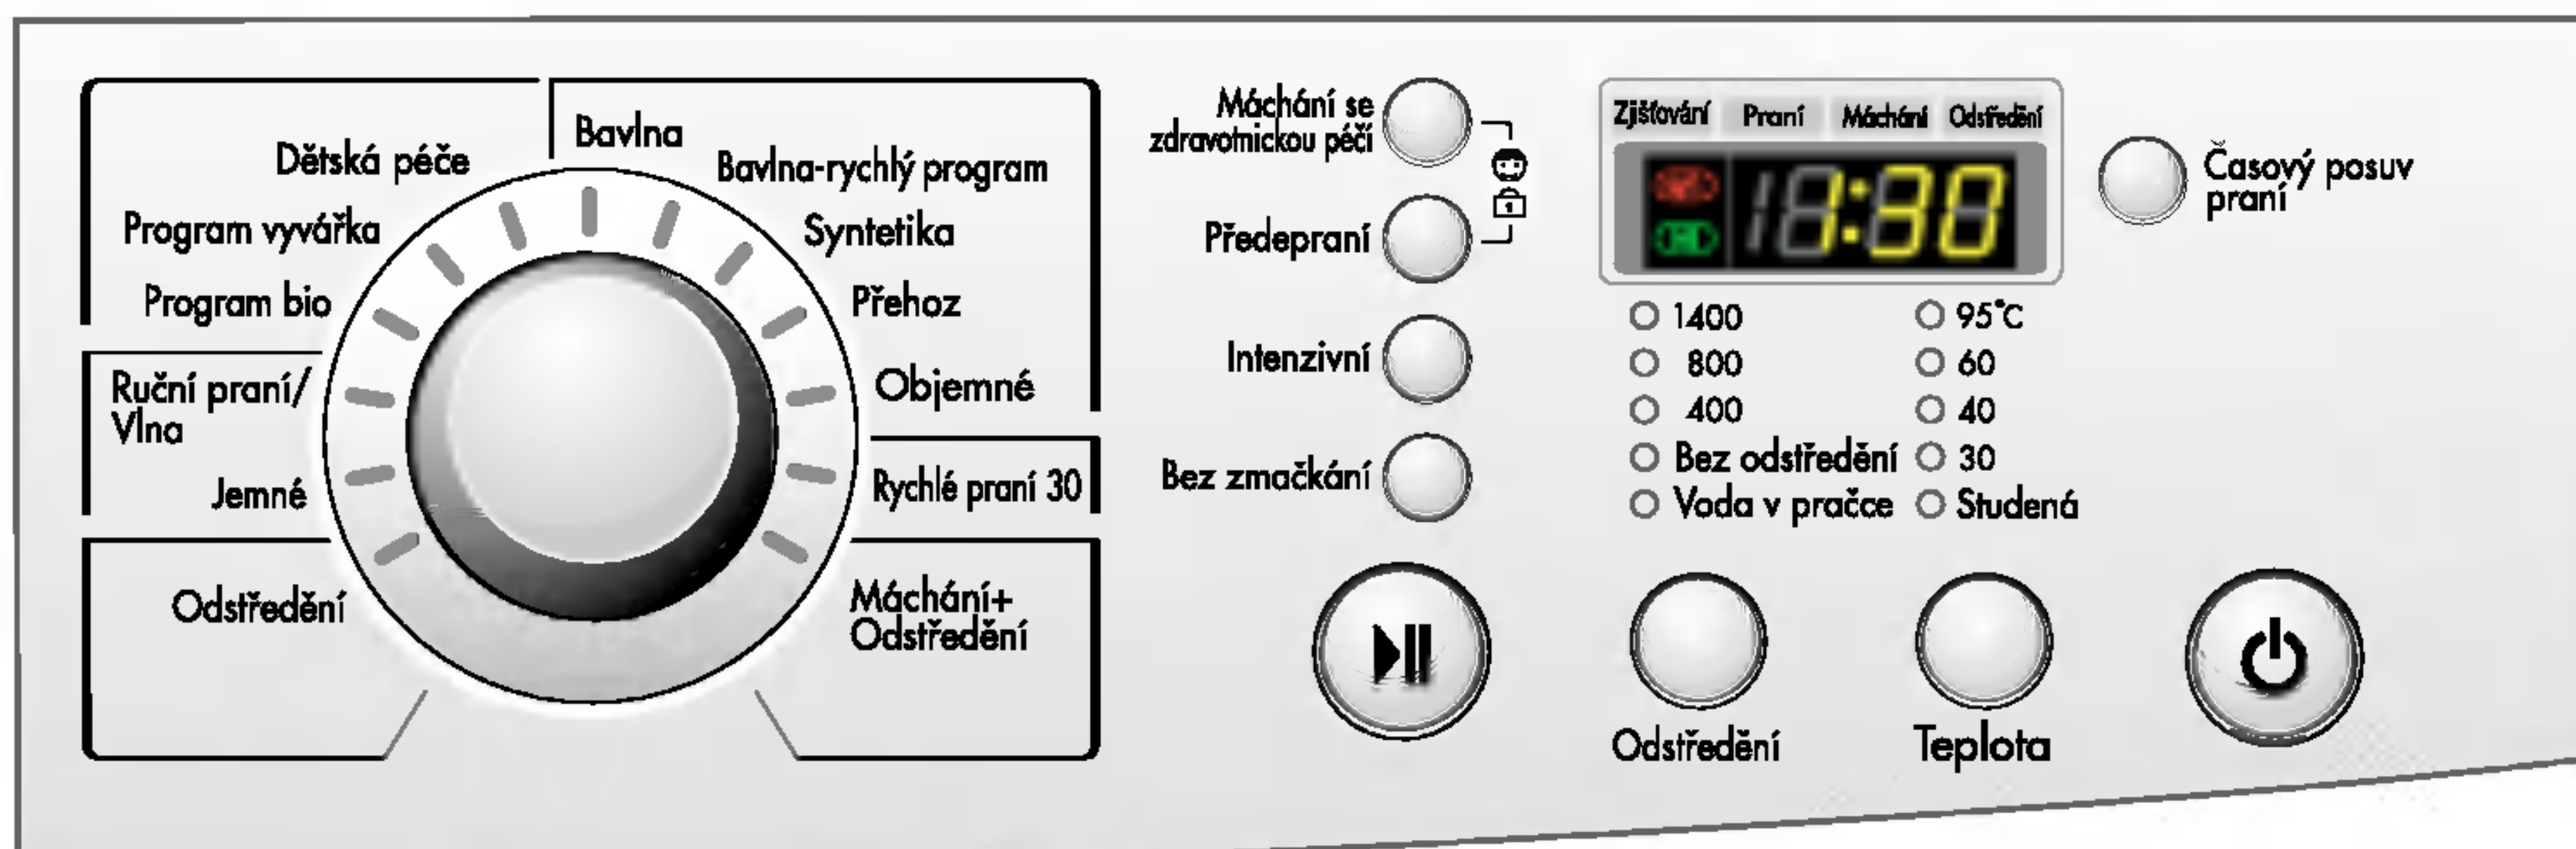 Bavlna
Dětská péče
Bavlna-rychlý program
Program vyvářka
Syntetika
Program bio
Přehoz
Ruční praní/
Vlna
Objemné
Jemné
Rychlé praní 30
Odstředění
Máchání+
Odstředění
Máchání se
zdravotnickou péčí
Předepraní
Intenzivní
Bez zmačkání
Zjišťování Praní Máchání Odstředění
1:30
Časový posuv
praní
1400 95°C
800 60
400 40
Bez odstředění 30
Voda v pračce Studená
Odstředění Teplota